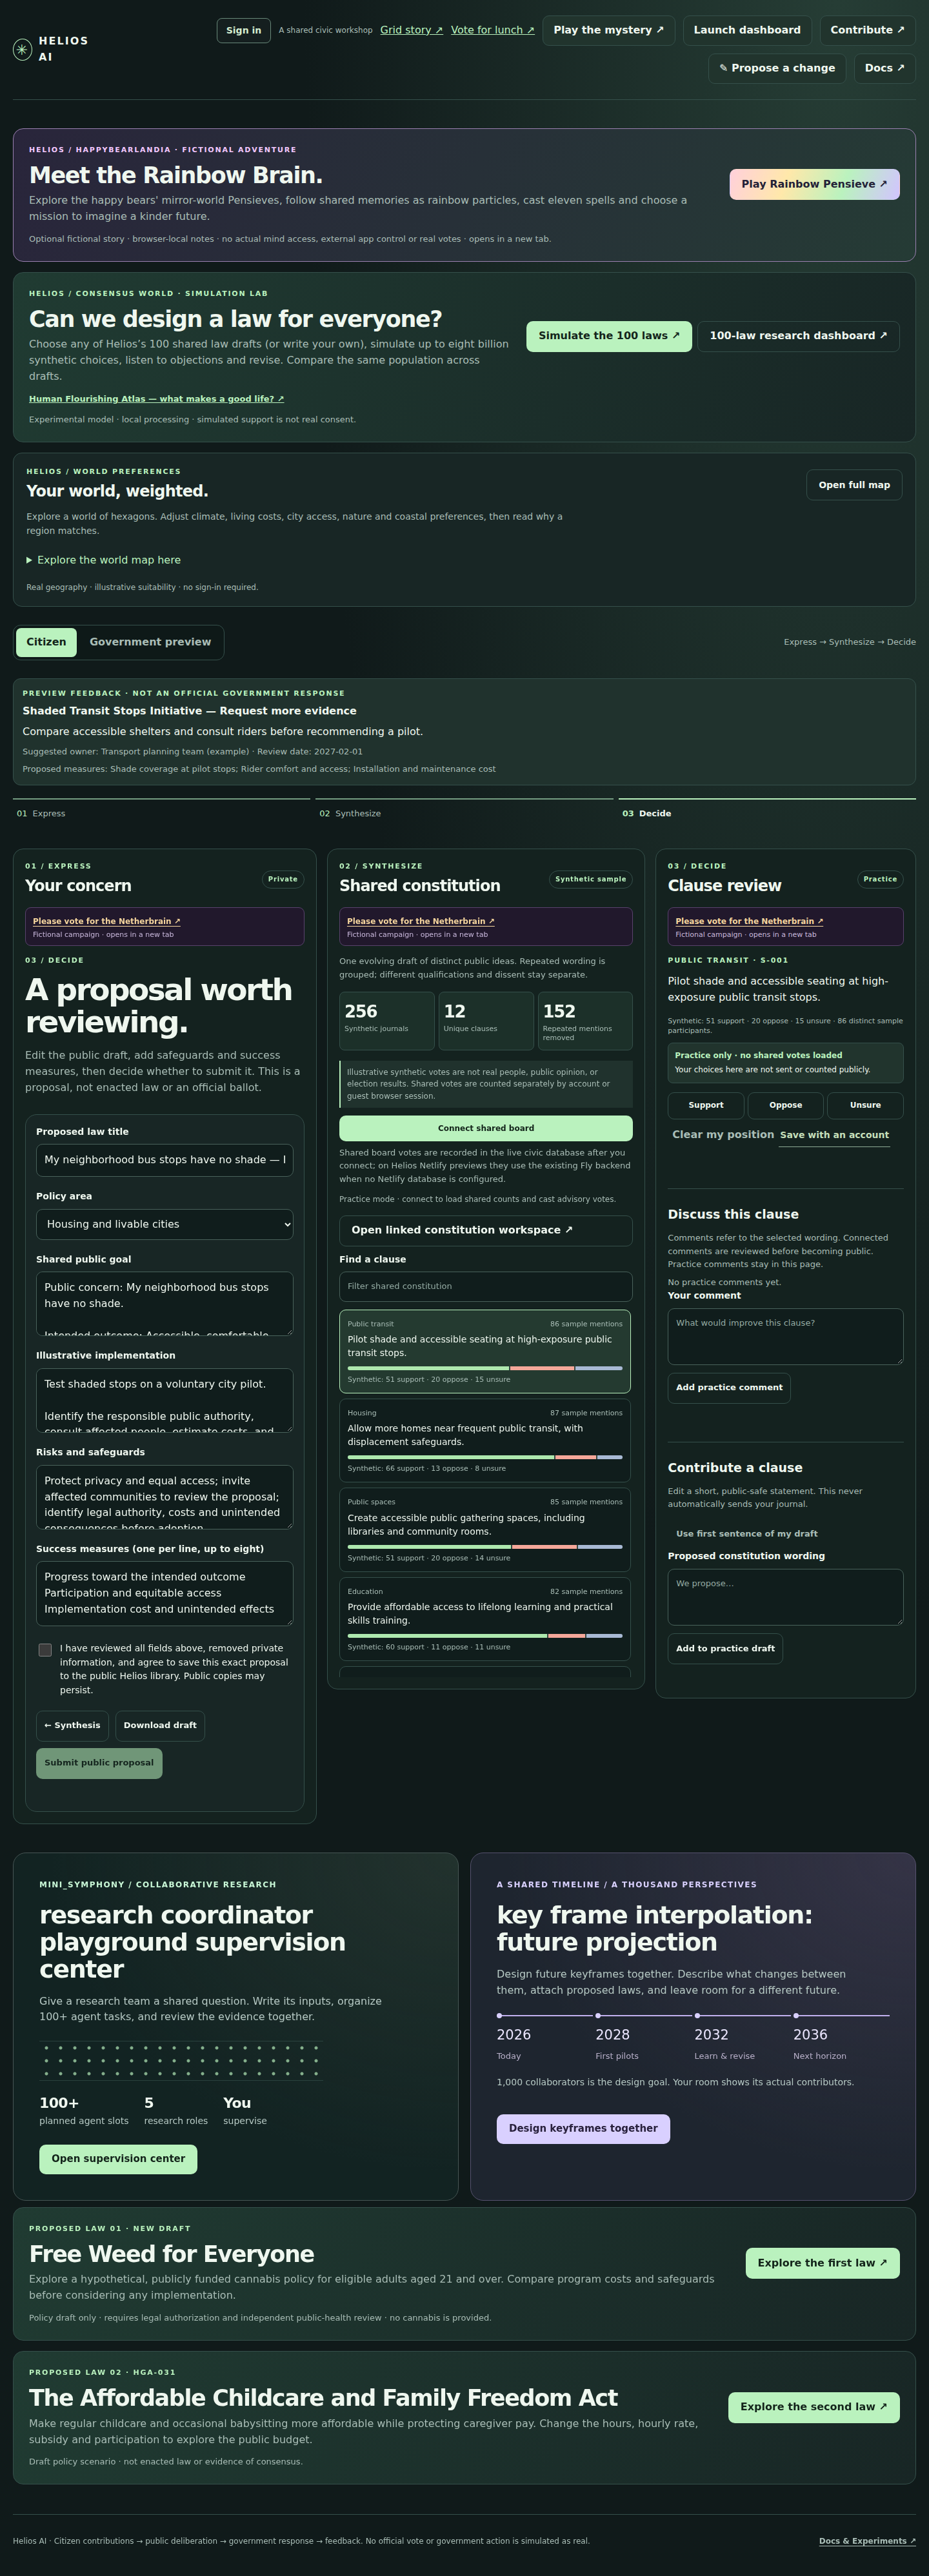 HELIOS
AI
Sign in
A shared civic workshop
Grid story ↗
Vote for lunch ↗
Play the mystery ↗
Launch dashboard
Contribute ↗
✎ Propose a change
Docs ↗
HELIOS / HAPPYBEARLANDIA · FICTIONAL ADVENTURE
Meet the Rainbow Brain.
Explore the happy bears' mirror-world Pensieves, follow shared memories as rainbow particles, cast eleven spells and choose a
mission to imagine a kinder future.
Optional fictional story · browser-local notes · no actual mind access, external app control or real votes · opens in a new tab.
Play Rainbow Pensieve ↗
HELIOS / CONSENSUS WORLD · SIMULATION LAB
Can we design a law for everyone?
Choose any of Helios's 100 shared law drafts (or write your own), simulate up to eight billion
synthetic choices, listen to objections and revise. Compare the same population across
drafts.
Human Flourishing Atlas — what makes a good life? ↗
Experimental model · local processing · simulated support is not real consent.
Simulate the 100 laws ↗
100-law research dashboard ↗
HELIOS / WORLD PREFERENCES
Your world, weighted.
Explore a world of hexagons. Adjust climate, living costs, city access, nature and coastal preferences, then read why a
region matches.
▶ Explore the world map here
Real geography · illustrative suitability · no sign-in required.
Open full map
Citizen
Government preview
Express → Synthesize → Decide
PREVIEW FEEDBACK · NOT AN OFFICIAL GOVERNMENT RESPONSE
Shaded Transit Stops Initiative — Request more evidence
Compare accessible shelters and consult riders before recommending a pilot.
Suggested owner: Transport planning team (example) · Review date: 2027-02-01
Proposed measures: Shade coverage at pilot stops; Rider comfort and access; Installation and maintenance cost
01 Express
02 Synthesize
03 Decide
01 / EXPRESS
Your concern
Private
Please vote for the Netherbrain ↗
Fictional campaign · opens in a new tab
03 / DECIDE
A proposal worth
reviewing.
Edit the public draft, add safeguards and success
measures, then decide whether to submit it. This is a
proposal, not enacted law or an official ballot.
Proposed law title
My neighborhood bus stops have no shade — I
Policy area
Housing and livable cities
Shared public goal
Public concern: My neighborhood bus stops
have no shade.
Intended outcome: Accessible, comfortable
Illustrative implementation
Test shaded stops on a voluntary city pilot.
Identify the responsible public authority,
consult affected people, estimate costs, and
Risks and safeguards
Protect privacy and equal access; invite
affected communities to review the proposal;
identify legal authority, costs and unintended
consequences before adoption.
Success measures (one per line, up to eight)
Progress toward the intended outcome
Participation and equitable access
Implementation cost and unintended effects
I have reviewed all fields above, removed private
information, and agree to save this exact proposal
to the public Helios library. Public copies may
persist.
← Synthesis
Download draft
Submit public proposal
02 / SYNTHESIZE
Shared constitution
Synthetic sample
Please vote for the Netherbrain ↗
Fictional campaign · opens in a new tab
One evolving draft of distinct public ideas. Repeated wording is
grouped; different qualifications and dissent stay separate.
256
Synthetic journals
12
Unique clauses
152
Repeated mentions
removed
Illustrative synthetic votes are not real people, public opinion, or
election results. Shared votes are counted separately by account or
guest browser session.
Connect shared board
Shared board votes are recorded in the live civic database after you
connect; on Helios Netlify previews they use the existing Fly backend
when no Netlify database is configured.
Practice mode · connect to load shared counts and cast advisory votes.
Open linked constitution workspace ↗
Find a clause
Filter shared constitution
Public transit
86 sample mentions
Pilot shade and accessible seating at high-exposure public
transit stops.
Synthetic: 51 support · 20 oppose · 15 unsure
Housing
87 sample mentions
Allow more homes near frequent public transit, with
displacement safeguards.
Synthetic: 66 support · 13 oppose · 8 unsure
Public spaces
85 sample mentions
Create accessible public gathering spaces, including
libraries and community rooms.
Synthetic: 51 support · 20 oppose · 14 unsure
Education
82 sample mentions
Provide affordable access to lifelong learning and practical
skills training.
Synthetic: 60 support · 11 oppose · 11 unsure
03 / DECIDE
Clause review
Practice
Please vote for the Netherbrain ↗
Fictional campaign · opens in a new tab
PUBLIC TRANSIT · S-001
Pilot shade and accessible seating at high-
exposure public transit stops.
Synthetic: 51 support · 20 oppose · 15 unsure · 86 distinct sample
participants.
Practice only · no shared votes loaded
Your choices here are not sent or counted publicly.
Support
Oppose
Unsure
Clear my position
Save with an account
Discuss this clause
Comments refer to the selected wording. Connected
comments are reviewed before becoming public.
Practice comments stay in this page.
No practice comments yet.
Your comment
What would improve this clause?
Add practice comment
Contribute a clause
Edit a short, public-safe statement. This never
automatically sends your journal.
Use first sentence of my draft
Proposed constitution wording
We propose...
Add to practice draft
MINI_SYMPHONY / COLLABORATIVE RESEARCH
research coordinator
playground supervision
center
Give a research team a shared question. Write its inputs, organize
100+ agent tasks, and review the evidence together.
100+
planned agent slots
5
research roles
You
supervise
Open supervision center
A SHARED TIMELINE / A THOUSAND PERSPECTIVES
key frame interpolation:
future projection
Design future keyframes together. Describe what changes between
them, attach proposed laws, and leave room for a different future.
2026
Today
2028
First pilots
2032
Learn & revise
2036
Next horizon
1,000 collaborators is the design goal. Your room shows its actual contributors.
Design keyframes together
PROPOSED LAW 01 · NEW DRAFT
Free Weed for Everyone
Explore a hypothetical, publicly funded cannabis policy for eligible adults aged 21 and over. Compare program costs and safeguards
before considering any implementation.
Policy draft only · requires legal authorization and independent public-health review · no cannabis is provided.
Explore the first law ↗
PROPOSED LAW 02 · HGA-031
The Affordable Childcare and Family Freedom Act
Make regular childcare and occasional babysitting more affordable while protecting caregiver pay. Change the hours, hourly rate,
subsidy and participation to explore the public budget.
Draft policy scenario · not enacted law or evidence of consensus.
Explore the second law ↗
Helios AI · Citizen contributions → public deliberation → government response → feedback. No official vote or government action is simulated as real.
Docs & Experiments ↗